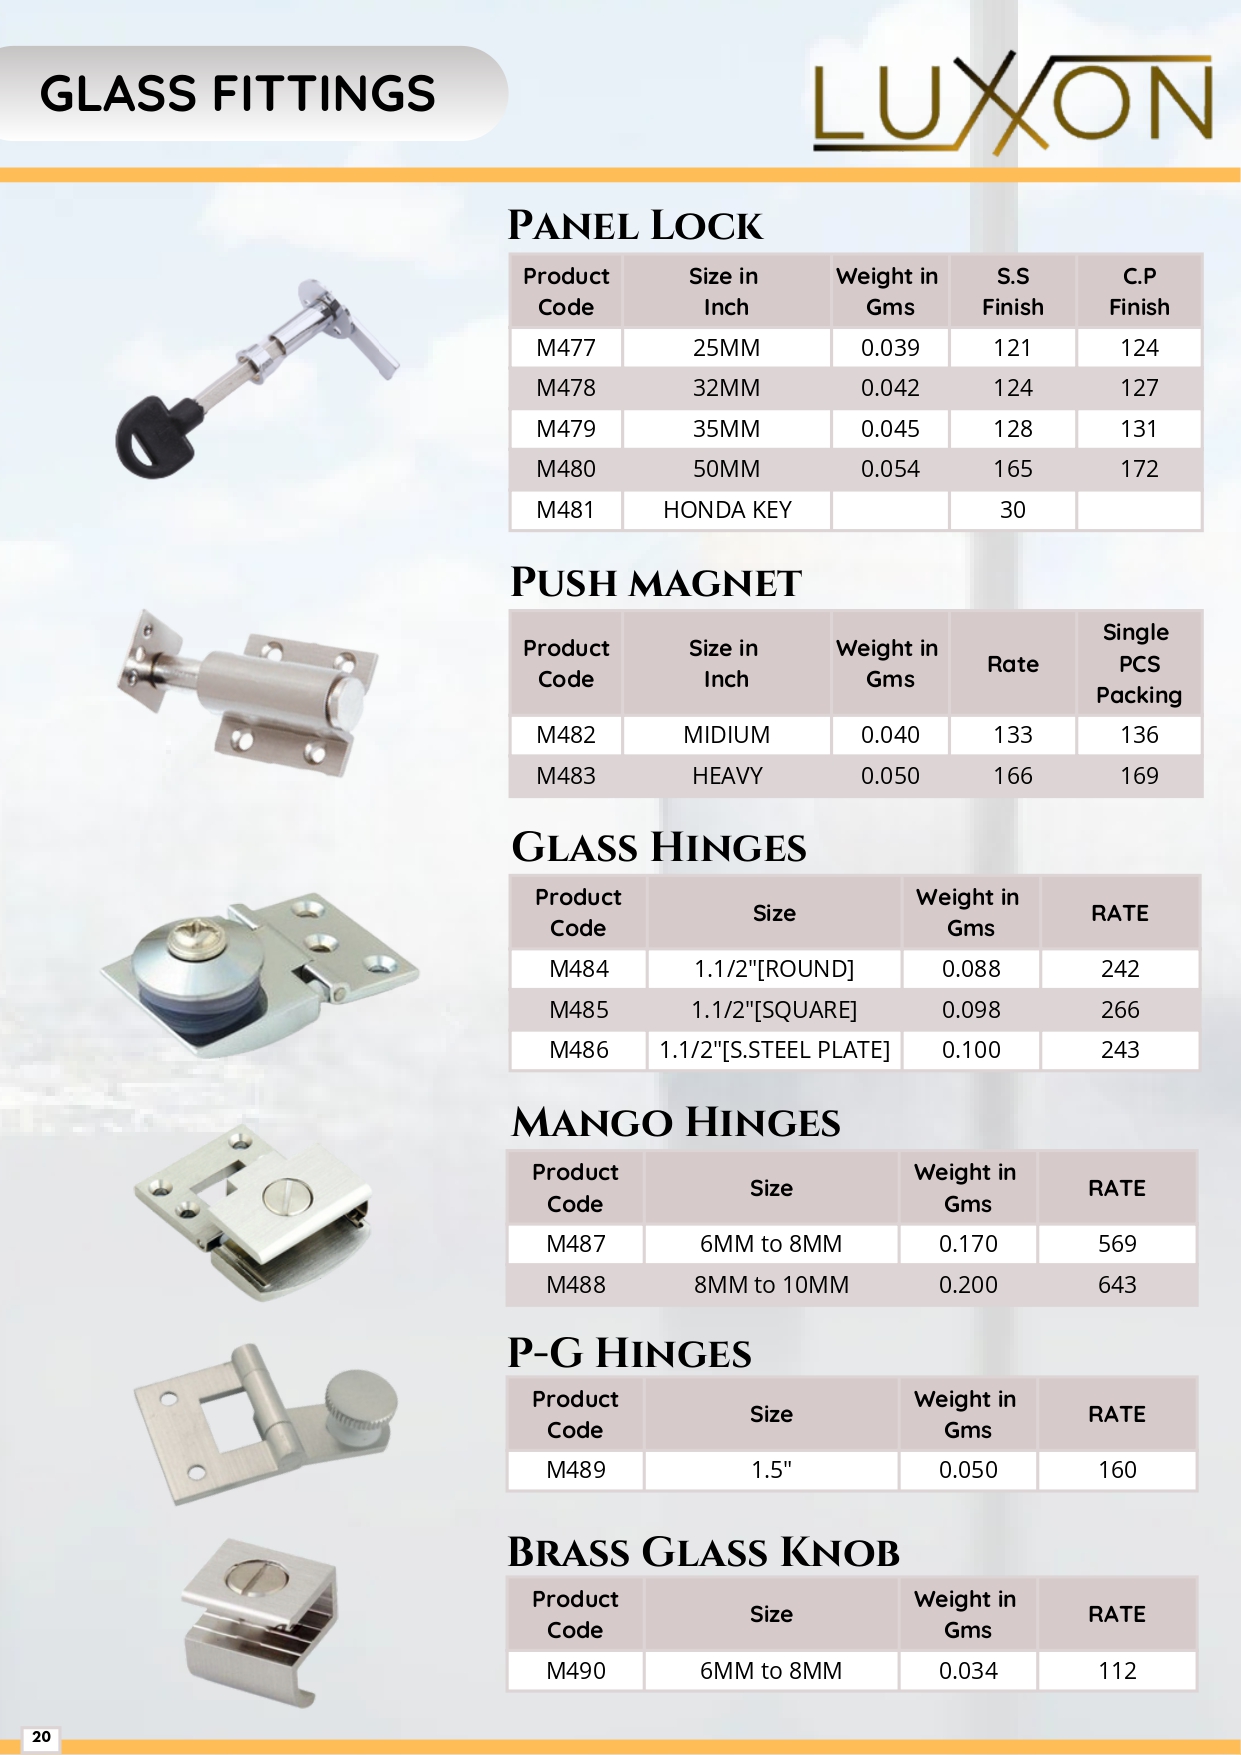 GLASS FITTINGS
LUXXON
PANEL LOCK
Product Code Size in Inch Weight in Gms S.S Finish C.P Finish
M477 25MM 0.039 121 124
M478 32MM 0.042 124 127
M479 35MM 0.045 128 131
M480 50MM 0.054 165 172
M481 HONDA KEY 30
PUSH MAGNET
Product Code Size in Inch Weight in Gms Rate Single PCS Packing
M482 MIDIUM 0.040 133 136
M483 HEAVY 0.050 166 169
GLASS HINGES
Product Code Size Weight in Gms RATE
M484 1.1/2"[ROUND] 0.088 242
M485 1.1/2"[SQUARE] 0.098 266
M486 1.1/2"[S.STEEL PLATE] 0.100 243
MANGO HINGES
Product Code Size Weight in Gms RATE
M487 6MM to 8MM 0.170 569
M488 8MM to 10MM 0.200 643
P-G HINGES
Product Code Size Weight in Gms RATE
M489 1.5" 0.050 160
BRASS GLASS KNOB
Product Code Size Weight in Gms RATE
M490 6MM to 8MM 0.034 112
20